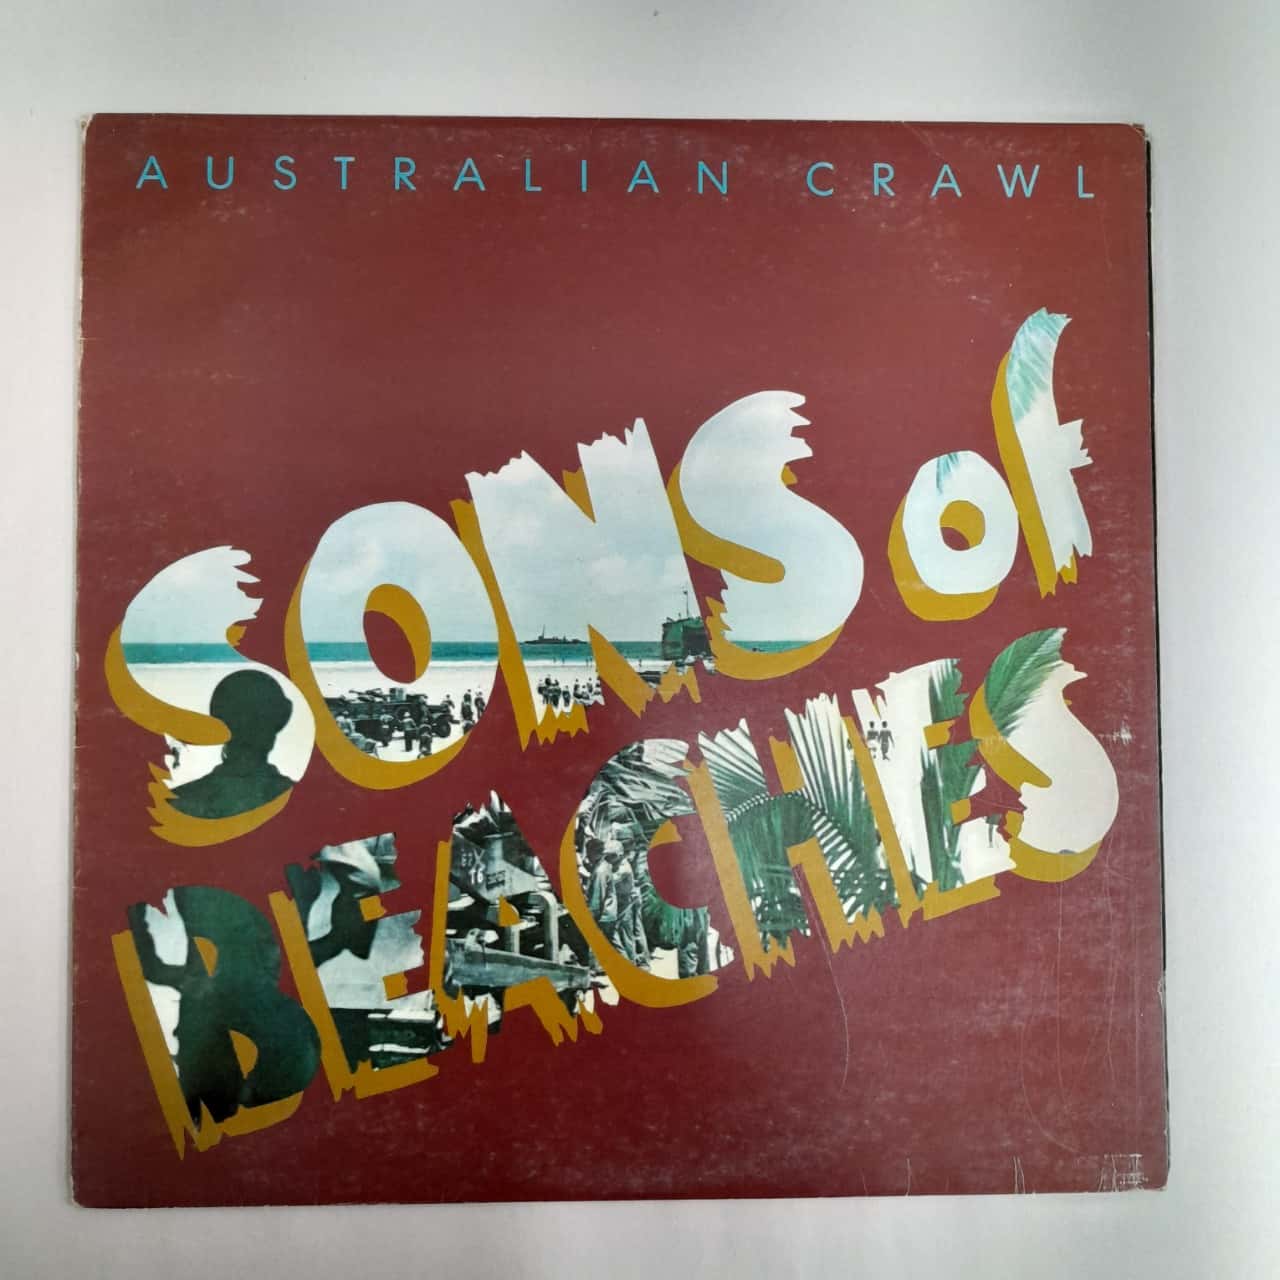 AUSTRALIAN CRAWL
SONS of
BEACHES